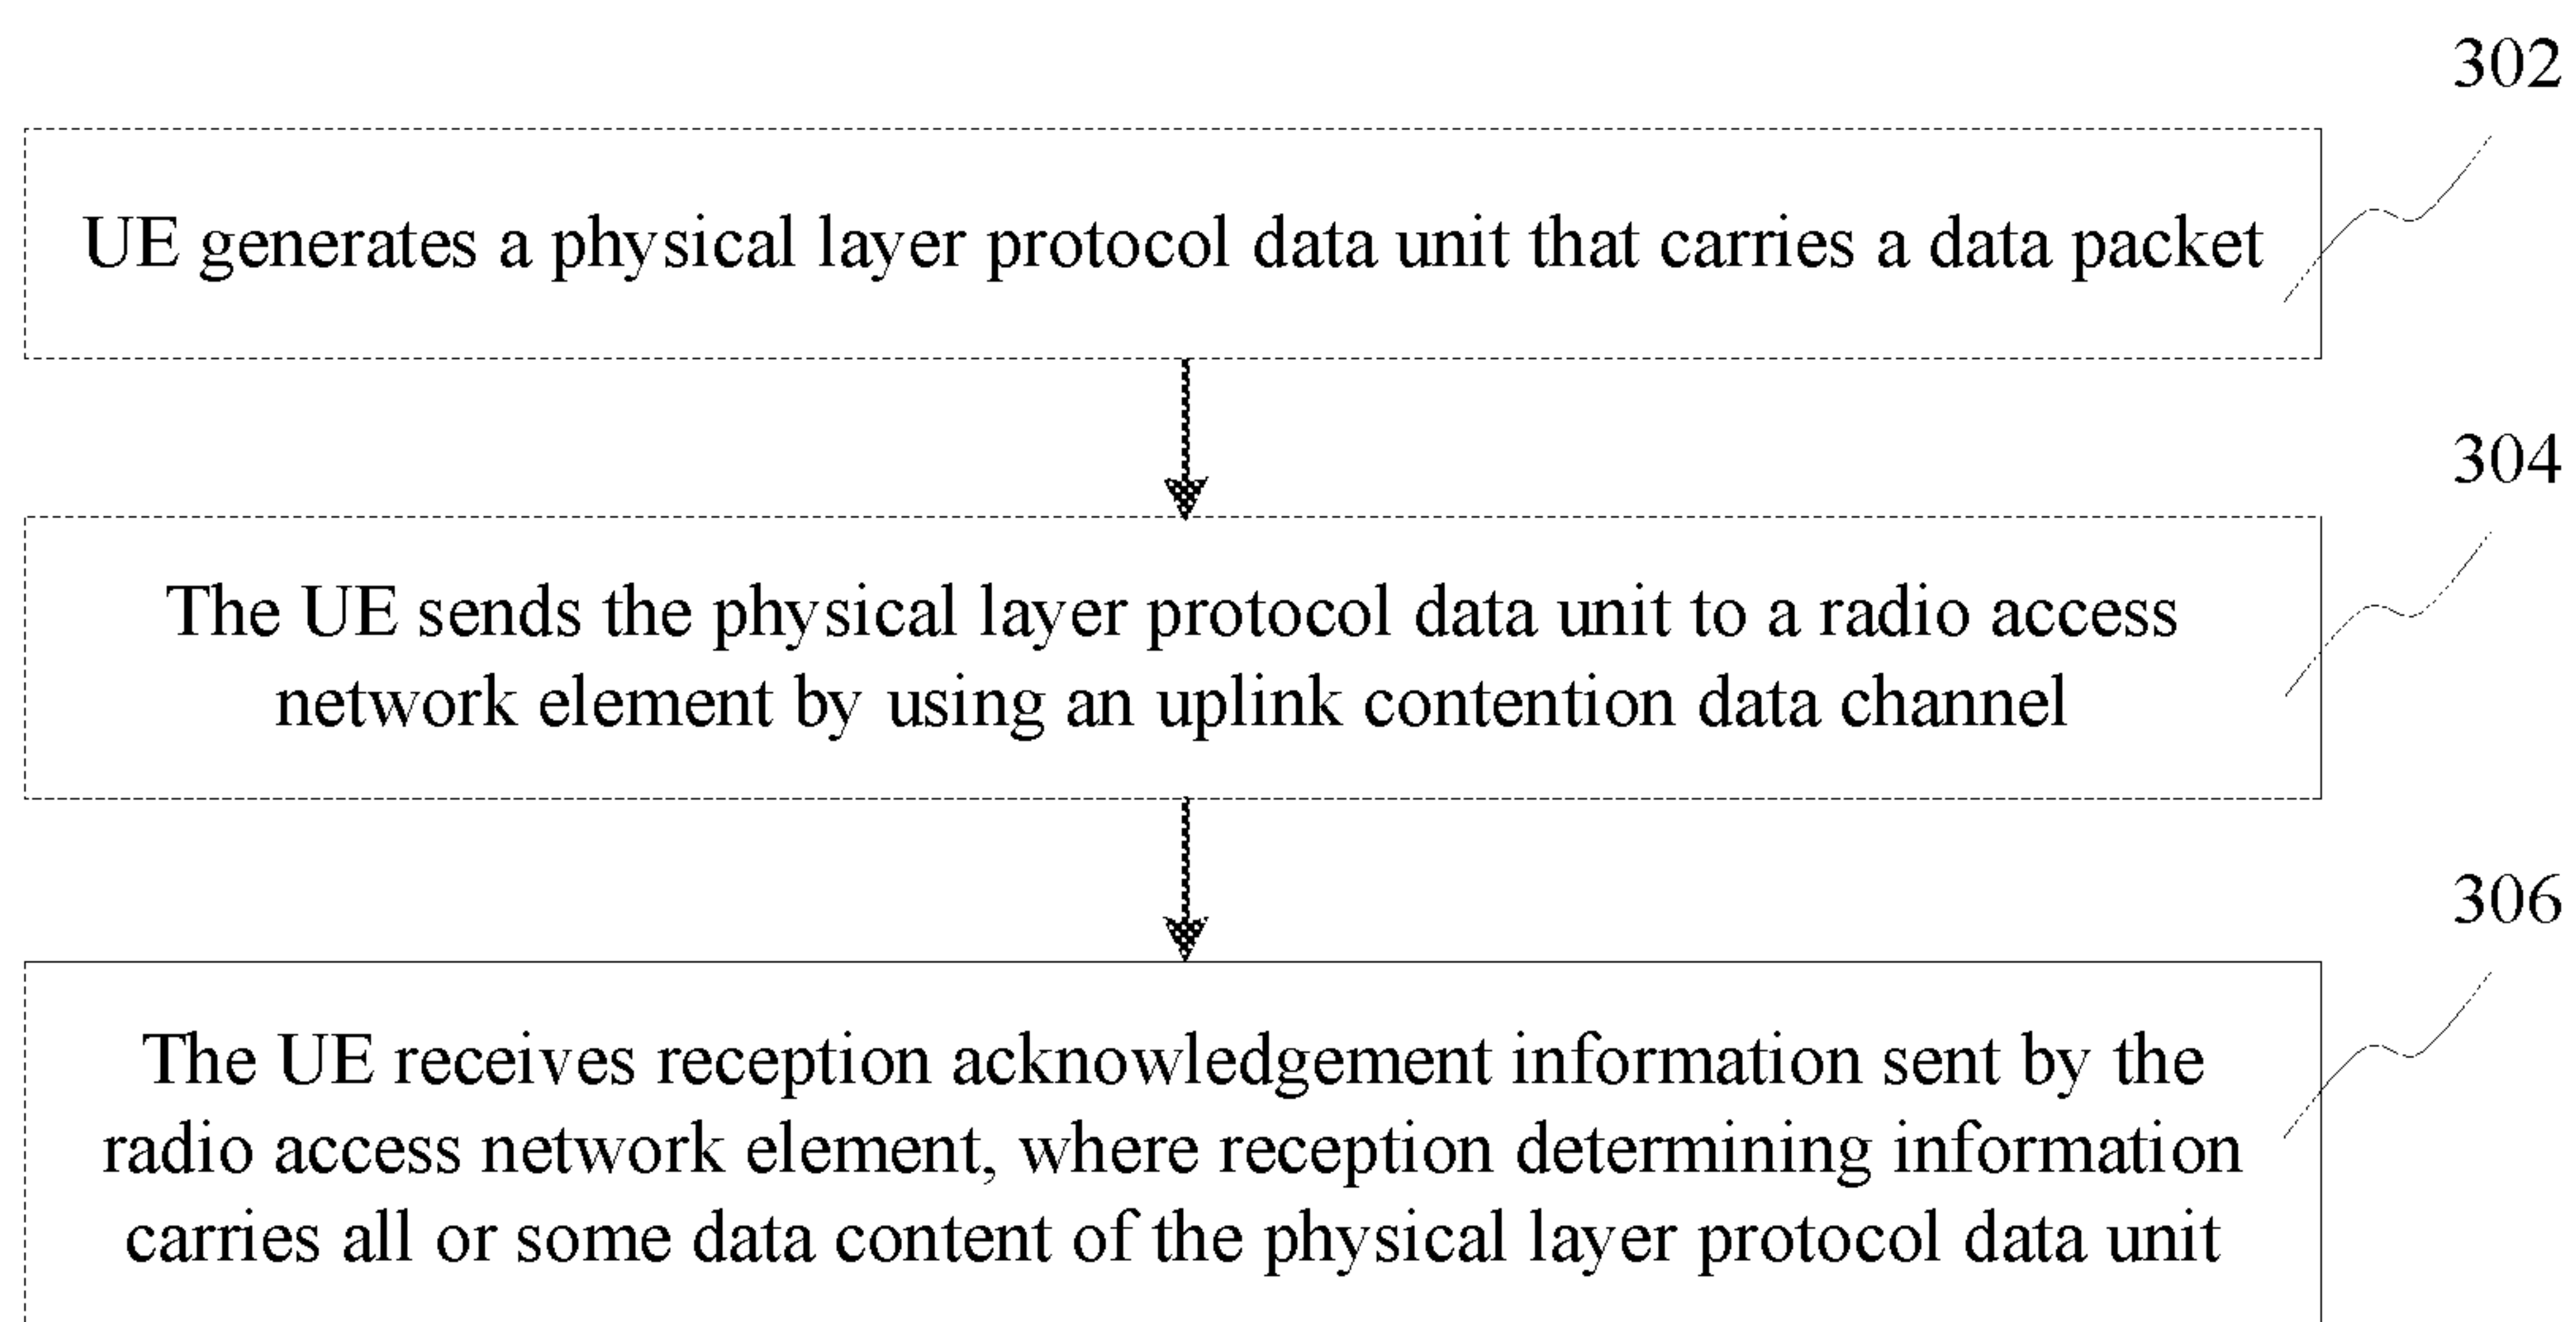 302
UE generates a physical layer protocol data unit that carries a data packet
304
The UE sends the physical layer protocol data unit to a radio access
network element by using an uplink contention data channel
306
The UE receives reception acknowledgement information sent by the
radio access network element, where reception determining information
carries all or some data content of the physical layer protocol data unit